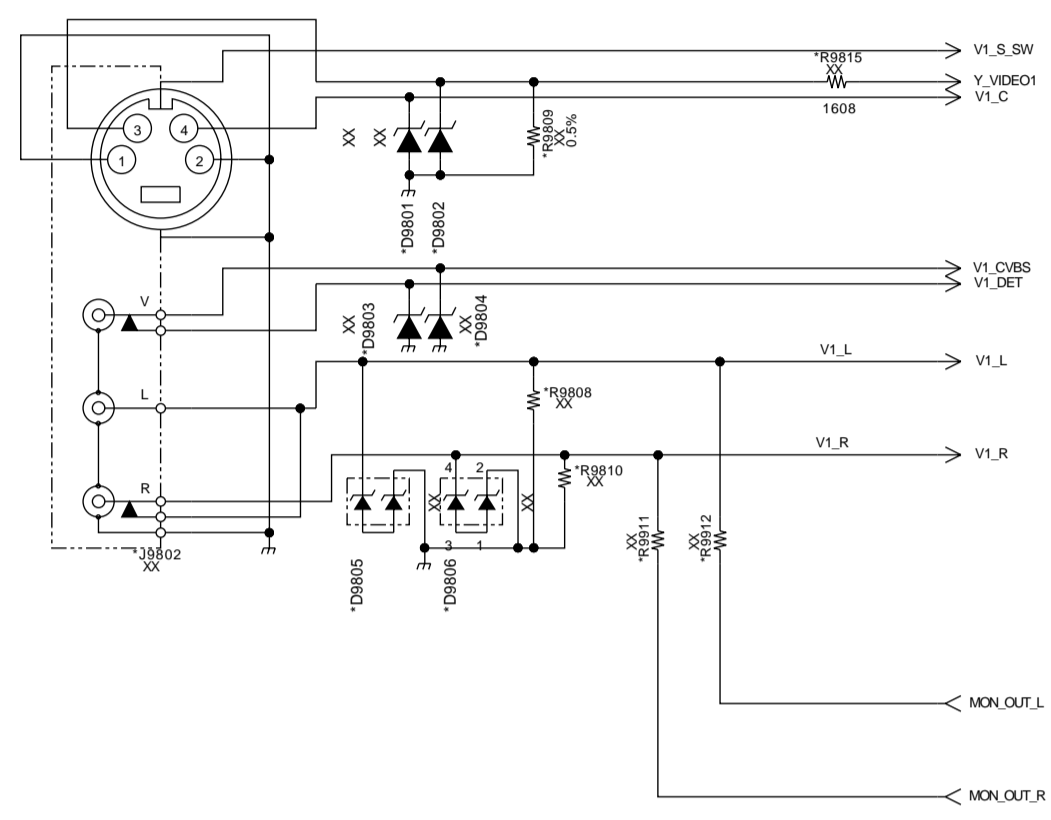 V1_S_SW
*R9815
XX
Y_VIDEO1
V1_C
1608
3
4
1
2
XX
XX
*R9809
XX
0.5%
*D9801
*D9802
V1_CVBS
V1_DET
V
XX
*D9803
XX
*D9804
V1_L
V1_L
L
*R9808
XX
V1_R
V1_R
R
4
2
*R9810
XX
XX
XX
3
1
*J9802
XX
*D9805
*D9806
XX
*R9911
XX
*R9912
MON_OUT_L
MON_OUT_R